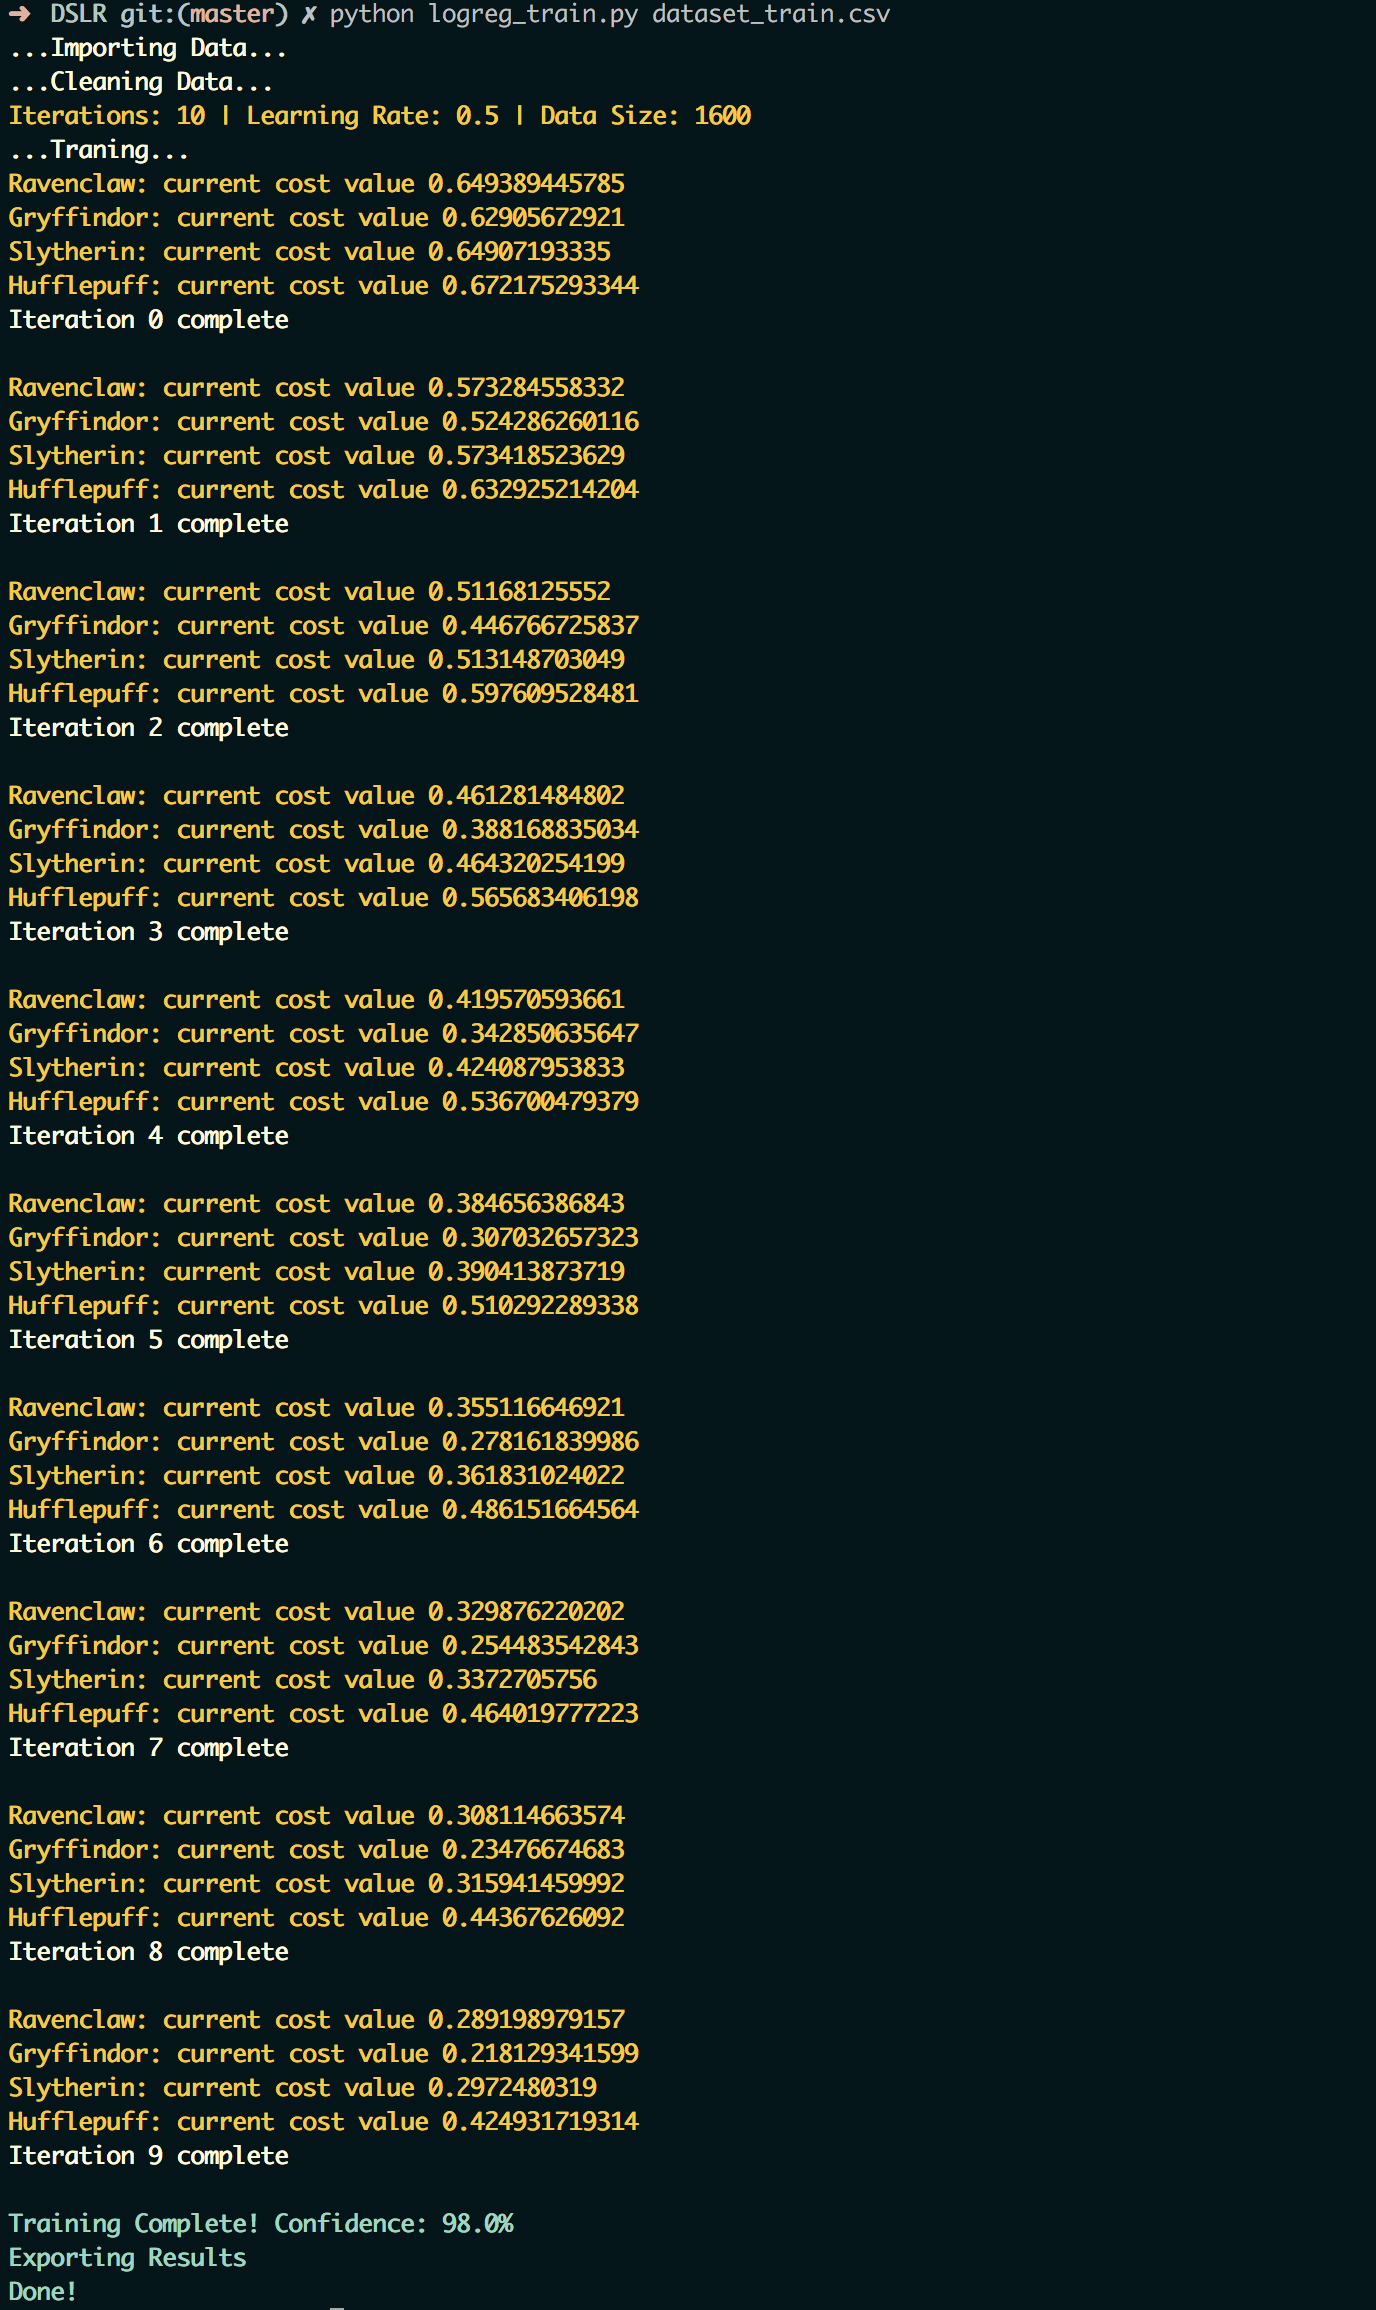 ➜ DSLR git:(master) ✗ python logreg_train.py dataset_train.csv
...Importing Data...
...Cleaning Data...
Iterations: 10 | Learning Rate: 0.5 | Data Size: 1600
...Traning...
Ravenclaw: current cost value 0.649389445785
Gryffindor: current cost value 0.62905672921
Slytherin: current cost value 0.64907193335
Hufflepuff: current cost value 0.672175293344
Iteration 0 complete
Ravenclaw: current cost value 0.573284558332
Gryffindor: current cost value 0.524286260116
Slytherin: current cost value 0.573418523629
Hufflepuff: current cost value 0.632925214204
Iteration 1 complete
Ravenclaw: current cost value 0.51168125552
Gryffindor: current cost value 0.446766725837
Slytherin: current cost value 0.513148703049
Hufflepuff: current cost value 0.597609528481
Iteration 2 complete
Ravenclaw: current cost value 0.461281484802
Gryffindor: current cost value 0.388168835034
Slytherin: current cost value 0.464320254199
Hufflepuff: current cost value 0.565683406198
Iteration 3 complete
Ravenclaw: current cost value 0.419570593661
Gryffindor: current cost value 0.342850635647
Slytherin: current cost value 0.424087953833
Hufflepuff: current cost value 0.536700479379
Iteration 4 complete
Ravenclaw: current cost value 0.384656386843
Gryffindor: current cost value 0.307032657323
Slytherin: current cost value 0.390413873719
Hufflepuff: current cost value 0.510292289338
Iteration 5 complete
Ravenclaw: current cost value 0.355116646921
Gryffindor: current cost value 0.278161839986
Slytherin: current cost value 0.361831024022
Hufflepuff: current cost value 0.486151664564
Iteration 6 complete
Ravenclaw: current cost value 0.329876220202
Gryffindor: current cost value 0.254483542843
Slytherin: current cost value 0.3372705756
Hufflepuff: current cost value 0.464019777223
Iteration 7 complete
Ravenclaw: current cost value 0.308114663574
Gryffindor: current cost value 0.23476674683
Slytherin: current cost value 0.315941459992
Hufflepuff: current cost value 0.44367626092
Iteration 8 complete
Ravenclaw: current cost value 0.289198979157
Gryffindor: current cost value 0.218129341599
Slytherin: current cost value 0.2972480319
Hufflepuff: current cost value 0.424931719314
Iteration 9 complete
Training Complete! Confidence: 98.0%
Exporting Results
Done!